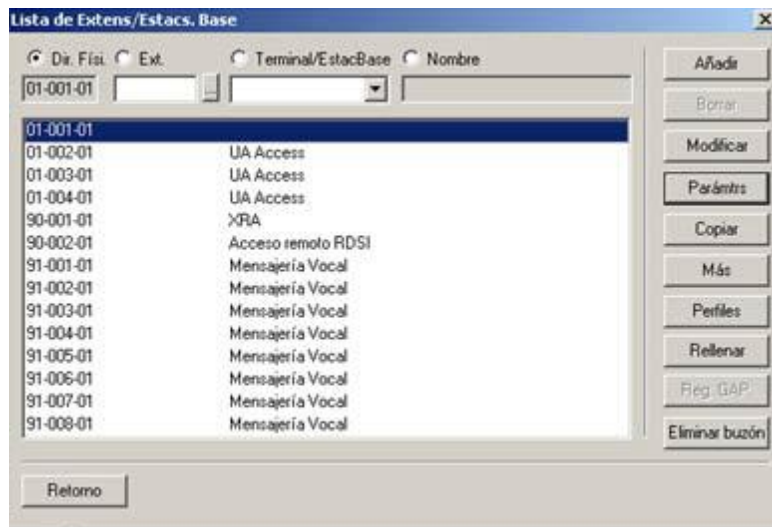 Lista de Extens/Estacs. Base
Dir. Físi. Ext. Terminal/EstacBase Nombre
01-001-01
Añadir
Borrar
Modificar
Parámtrs
Copiar
Más
Perfiles
Rellenar
Reg. GAP
Eliminar buzón
01-001-01
01-002-01 UA Access
01-003-01 UA Access
01-004-01 UA Access
90-001-01 XRA
90-002-01 Acceso remoto RDSI
91-001-01 Mensajería Vocal
91-002-01 Mensajería Vocal
91-003-01 Mensajería Vocal
91-004-01 Mensajería Vocal
91-005-01 Mensajería Vocal
91-006-01 Mensajería Vocal
91-007-01 Mensajería Vocal
91-008-01 Mensajería Vocal
Retorno